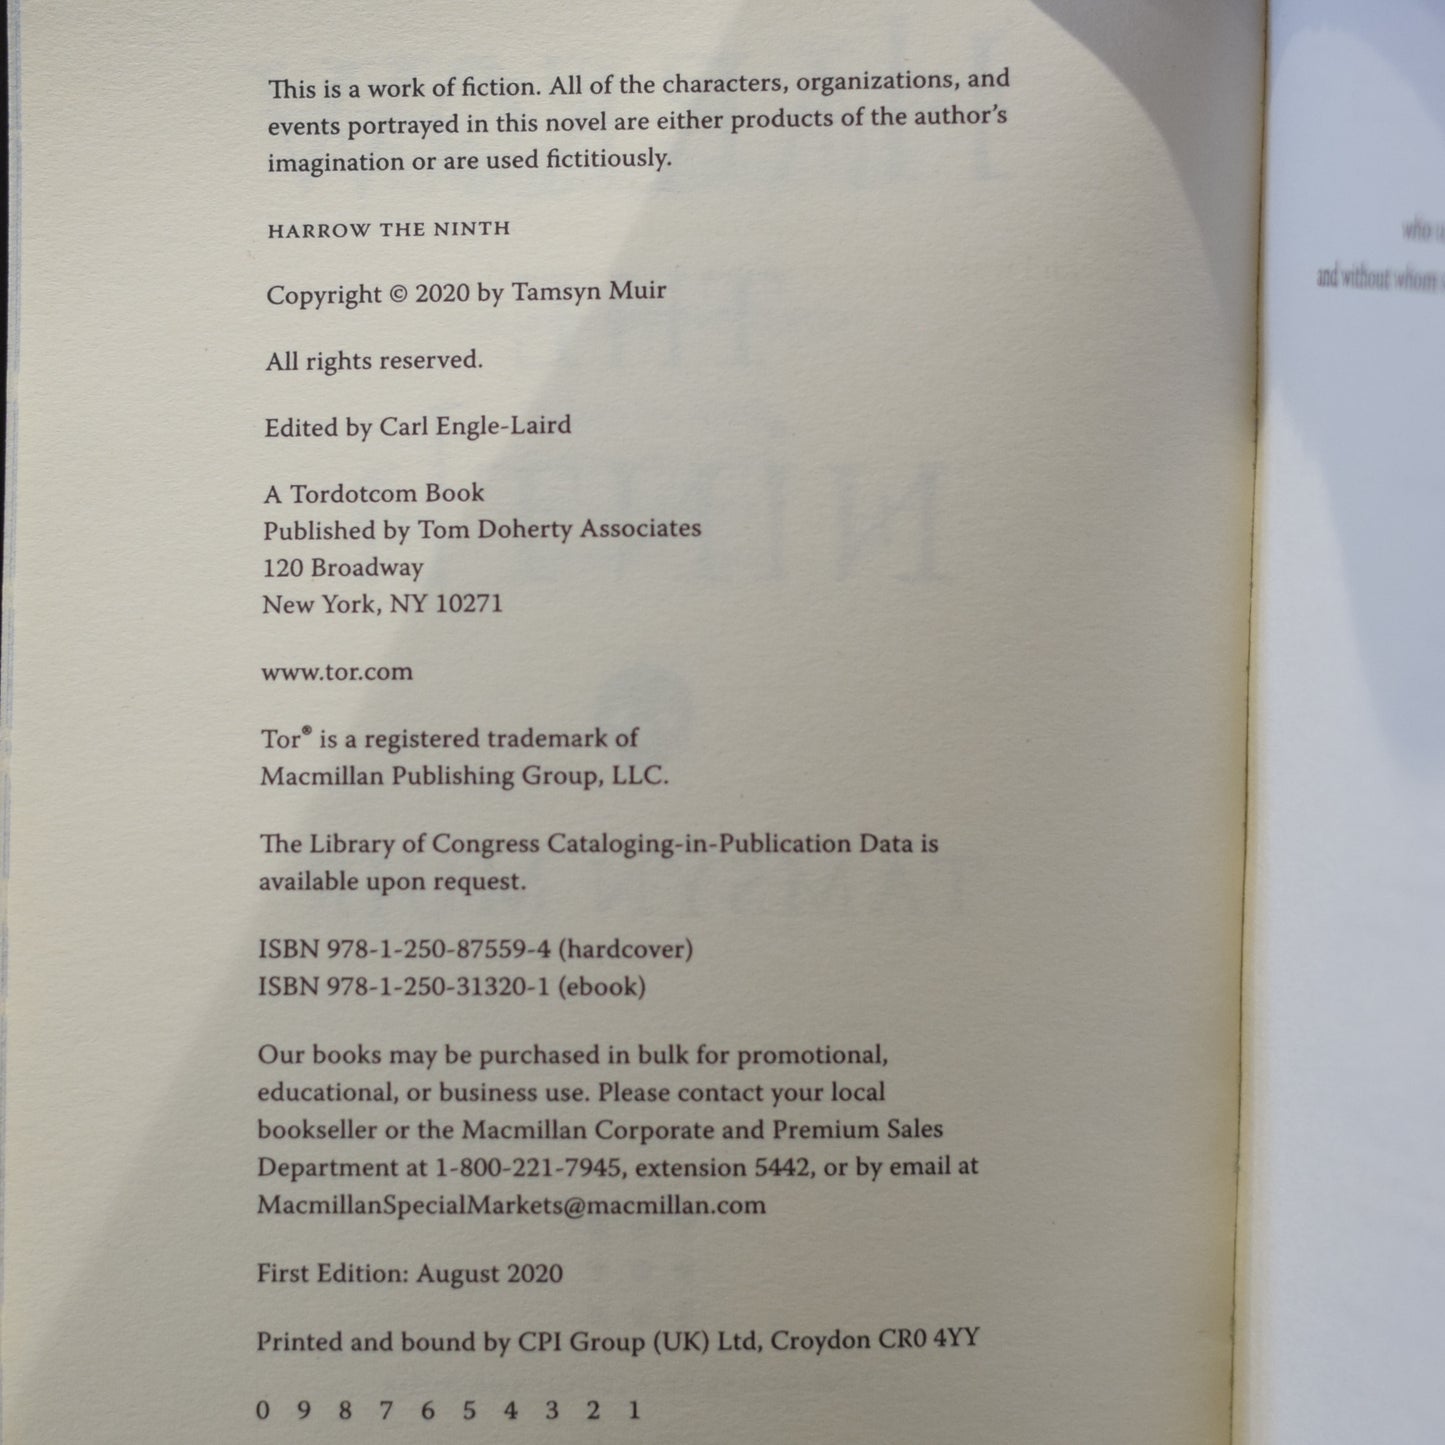 This is a work of fiction. All of the characters, organizations, and
events portrayed in this novel are either products of the author's
imagination or are used fictitiously.
HARROW THE NINTH
Copyright © 2020 by Tamsyn Muir
All rights reserved.
Edited by Carl Engle-Laird
A Tordotcom Book
Published by Tom Doherty Associates
120 Broadway
New York, NY 10271
www.tor.com
Tor® is a registered trademark of
Macmillan Publishing Group, LLC.
The Library of Congress Cataloging-in-Publication Data is
available upon request.
ISBN 978-1-250-87559-4 (hardcover)
ISBN 978-1-250-31320-1 (ebook)
Our books may be purchased in bulk for promotional,
educational, or business use. Please contact your local
bookseller or the Macmillan Corporate and Premium Sales
Department at 1-800-221-7945, extension 5442, or by email at
MacmillanSpecialMarkets@macmillan.com
First Edition: August 2020
Printed and bound by CPI Group (UK) Ltd, Croydon CR0 4YY
0 9 8 7 6 5 4 3 2 1
who
and without whom